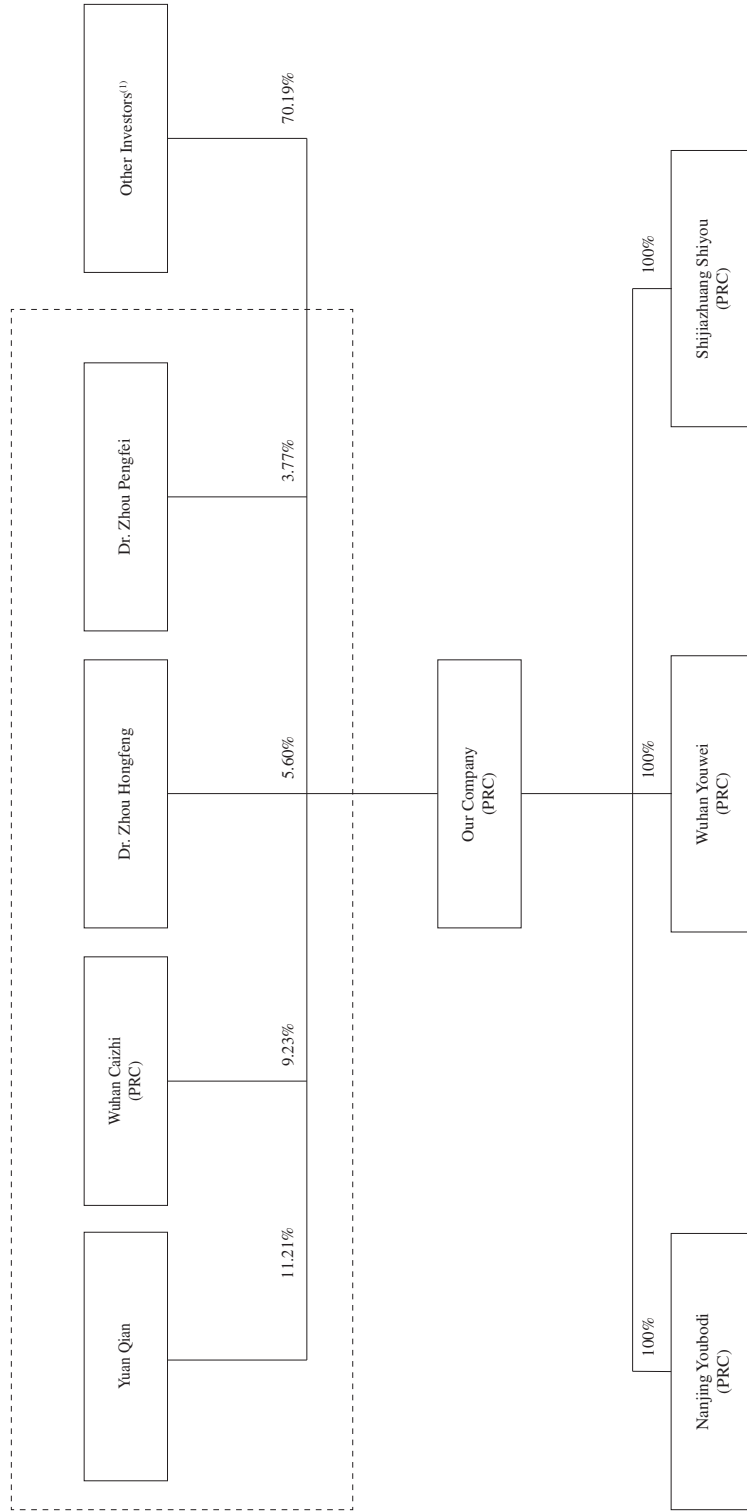 Yuan Qian
Wuhan Caizhi
(PRC)
Dr. Zhou Hongfeng
Dr. Zhou Pengfei
Other Investors(1)
11.21%
9.23%
5.60%
3.77%
70.19%
Our Company
(PRC)
100%
100%
100%
Nanjing Youbodi
(PRC)
Wuhan Youwei
(PRC)
Shijiazhuang Shiyou
(PRC)